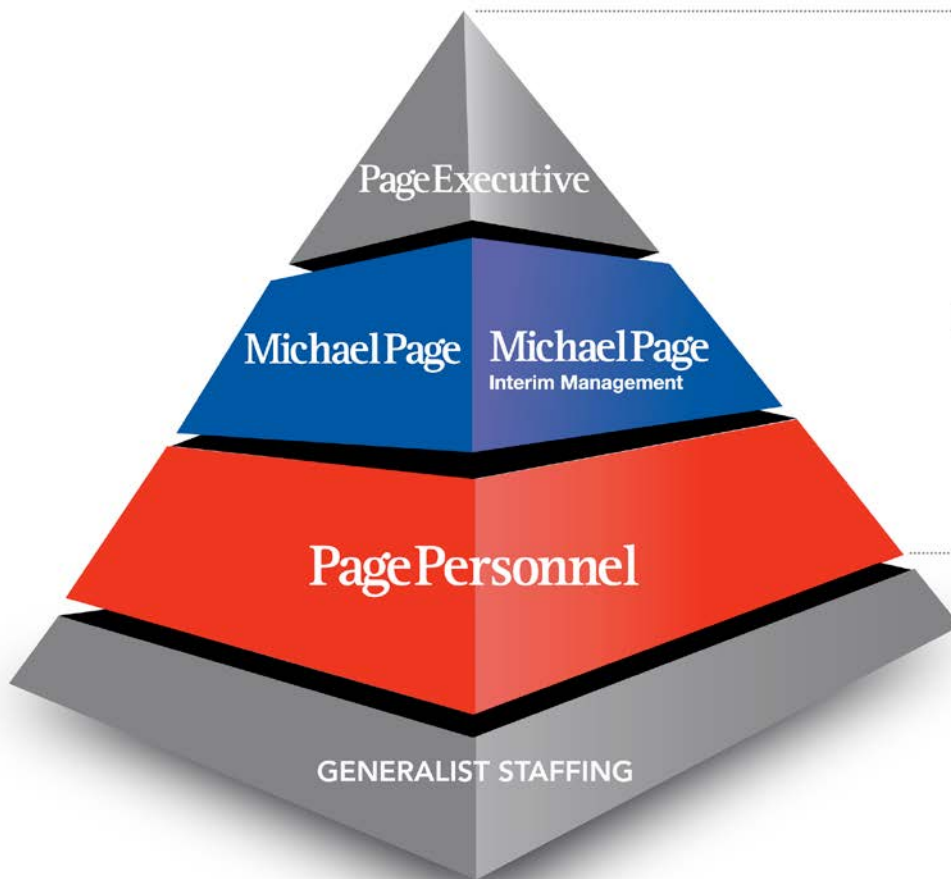 PageExecutive
MichaelPage
MichaelPage
Interim Management
PagePersonnel
GENERALIST STAFFING